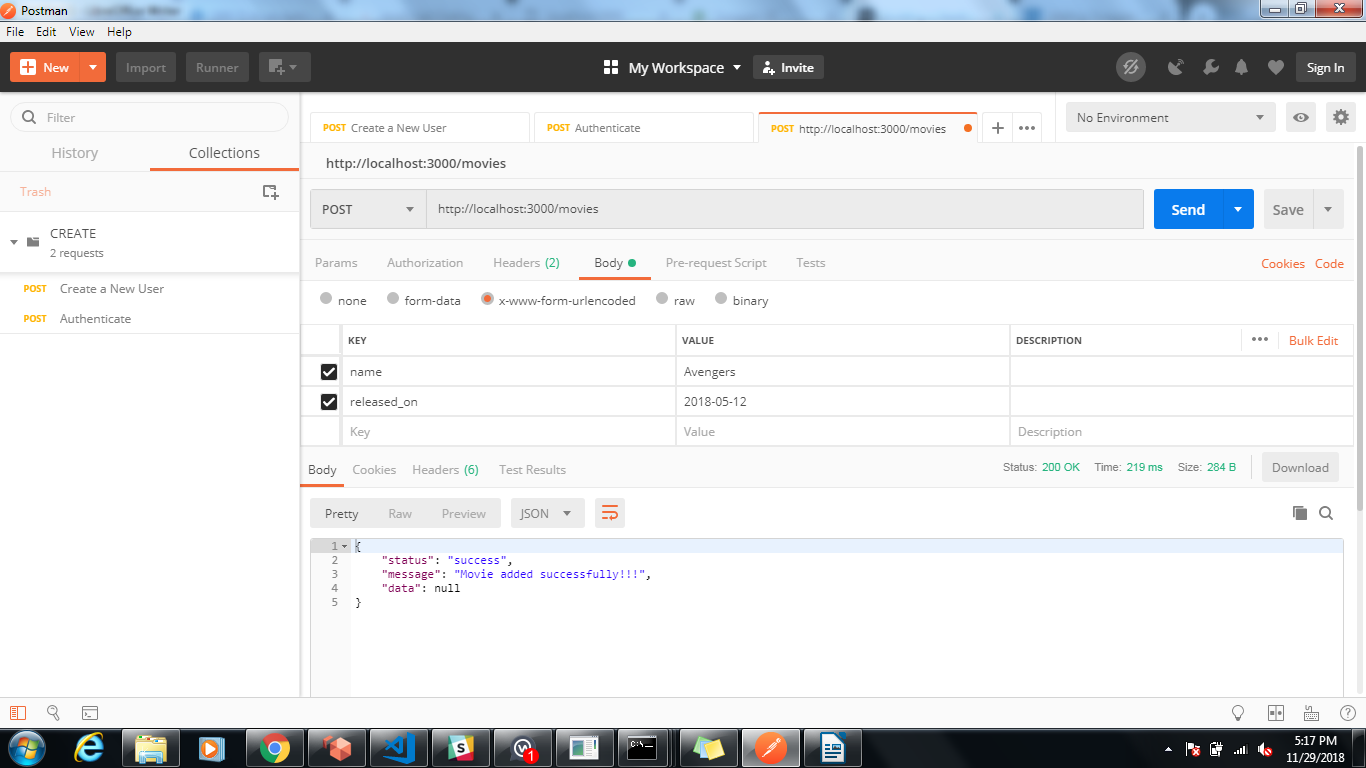 Postman
File Edit View Help
New Import Runner My Workspace Invite Sign In
Filter
History Collections
Trash
CREATE
2 requests
POST Create a New User
POST Authenticate
POST Create a New User POST Authenticate POST http://localhost:3000/movies No Environment
http://localhost:3000/movies
POST http://localhost:3000/movies Send Save
Params Authorization Headers (2) Body Pre-request Script Tests Cookies Code
none form-data x-www-form-urlencoded raw binary
KEY VALUE DESCRIPTION Bulk Edit
name Avengers
released_on 2018-05-12
Key Value Description
Body Cookies Headers (6) Test Results Status: 200 OK Time: 219 ms Size: 284 B Download
Pretty Raw Preview JSON
1 {
2 "status": "success",
3 "message": "Movie added successfully!!!",
4 "data": null
5 }
C:\
1
5:17 PM
11/29/2018